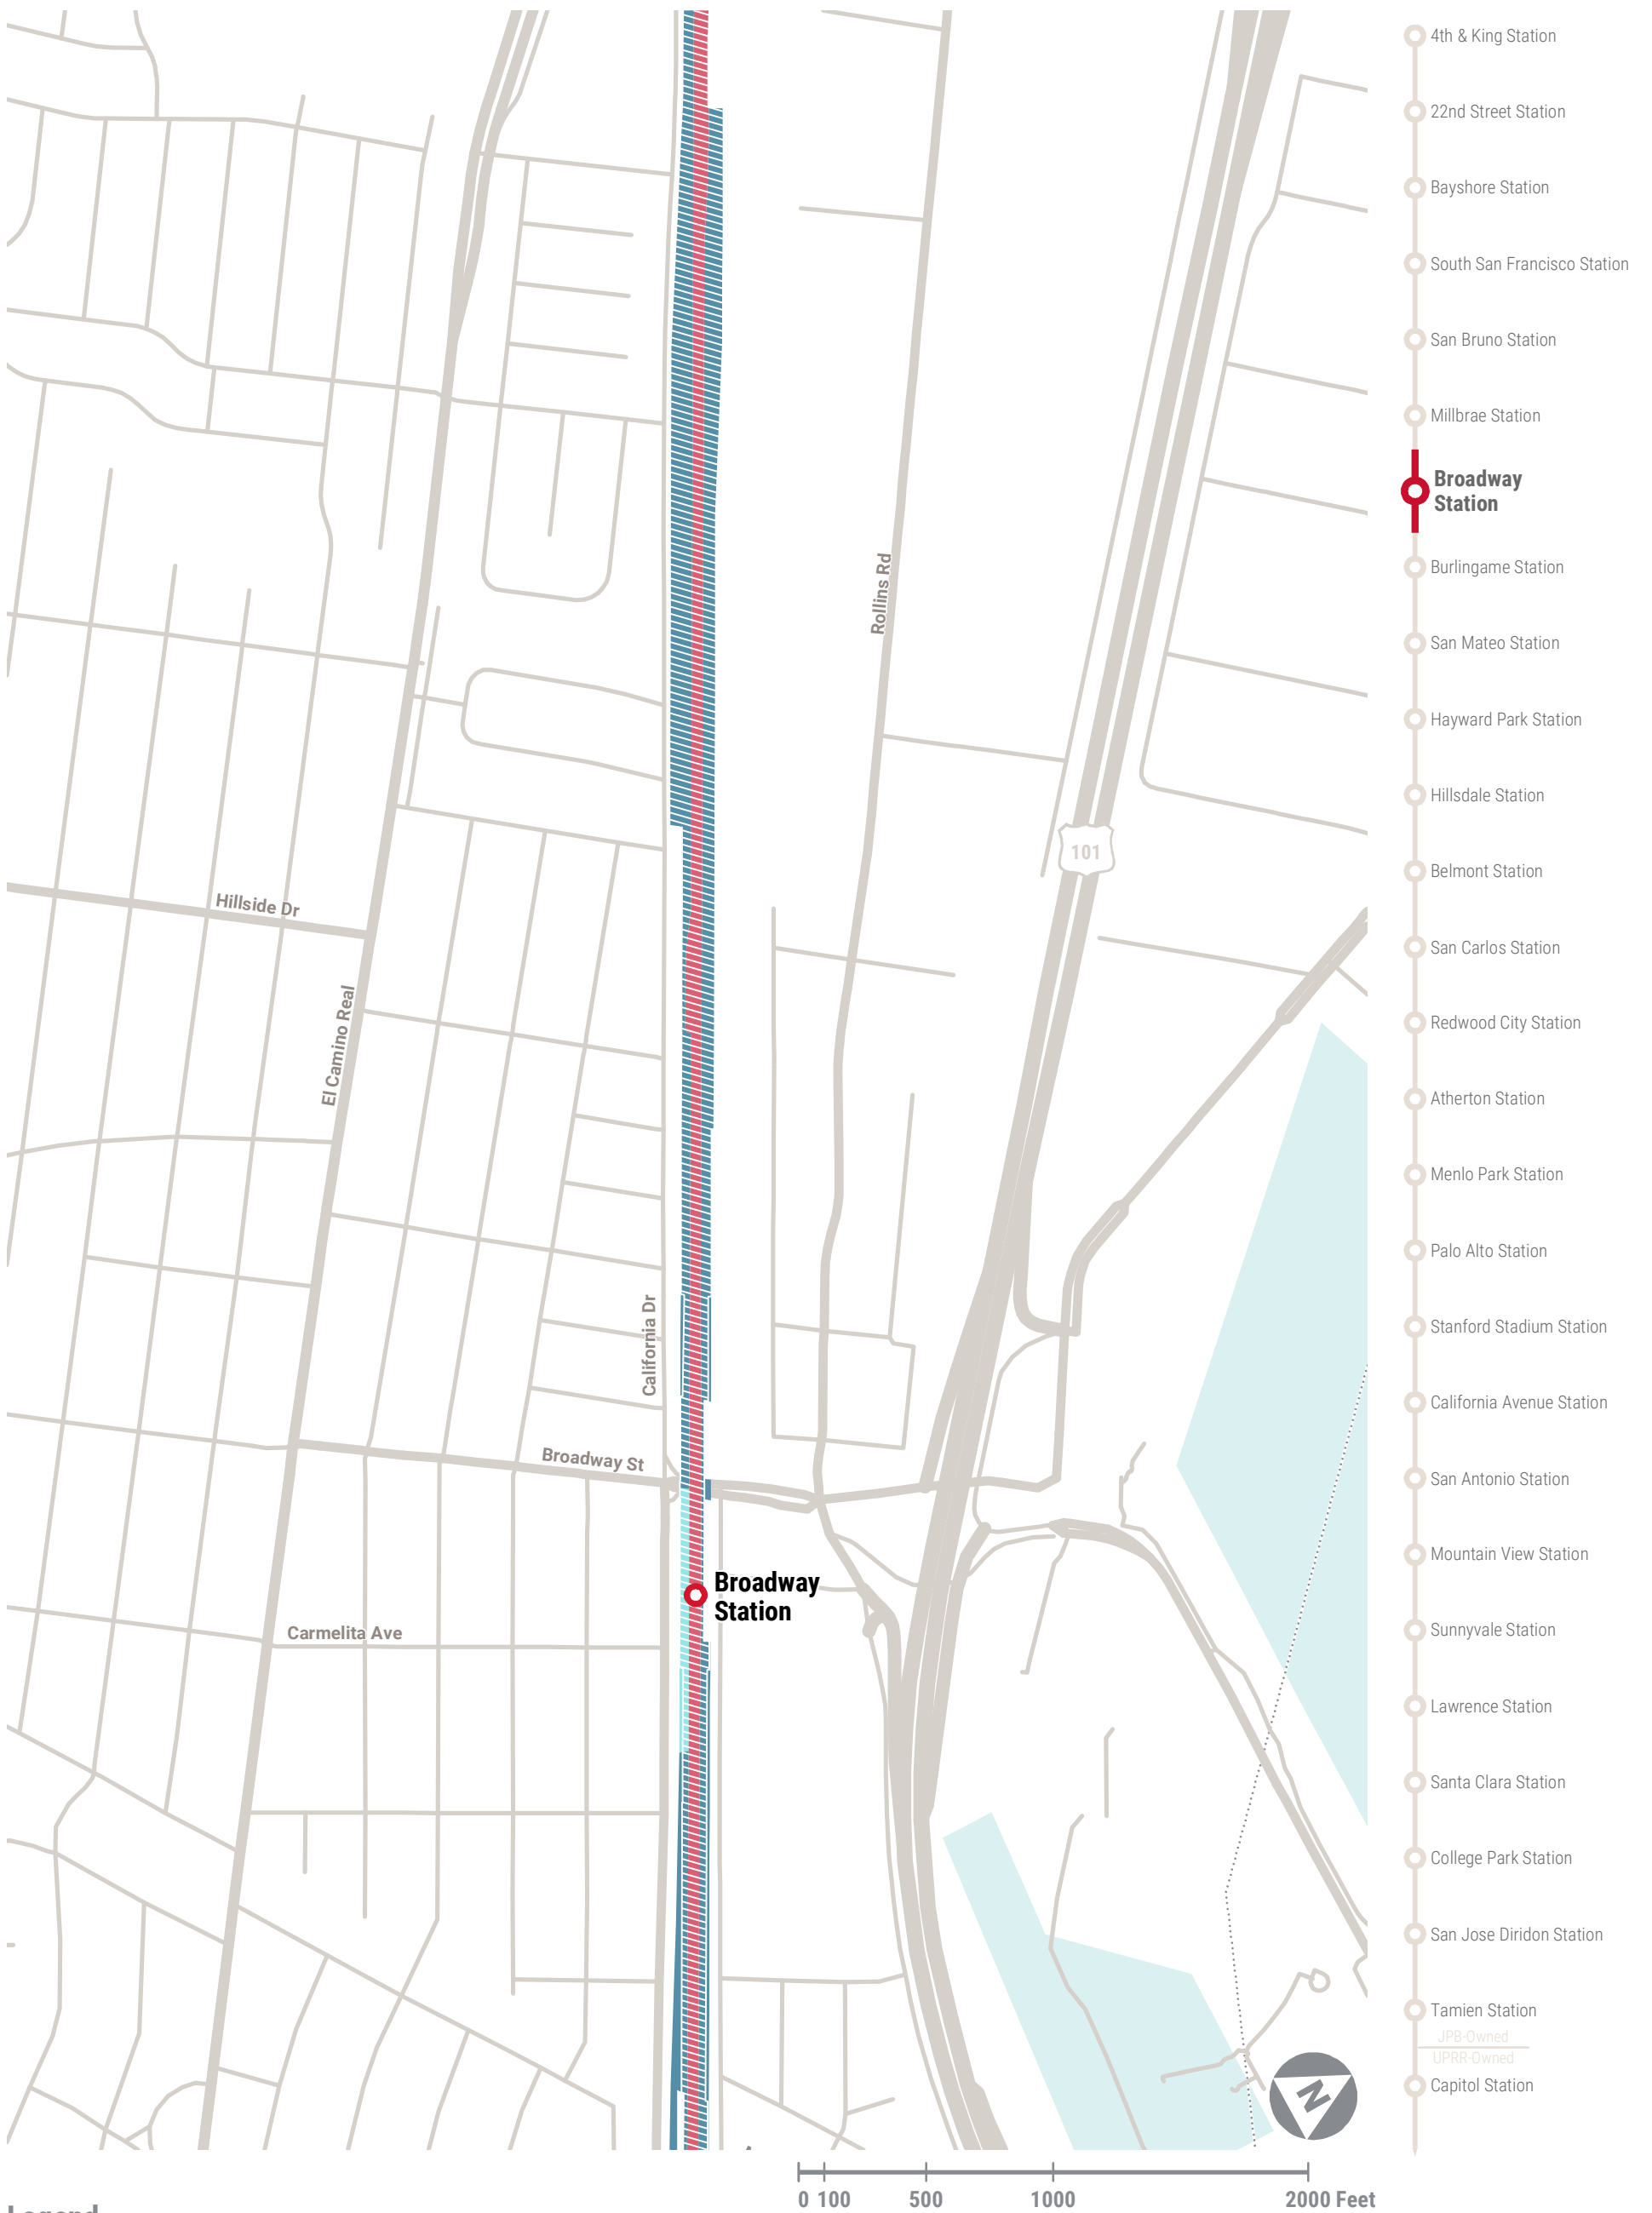 4th & King Station
22nd Street Station
Bayshore Station
South San Francisco Station
San Bruno Station
Millbrae Station
Broadway
Station
Burlingame Station
San Mateo Station
Hayward Park Station
Hillsdale Station
Belmont Station
San Carlos Station
Redwood City Station
Atherton Station
Menlo Park Station
Palo Alto Station
Stanford Stadium Station
California Avenue Station
San Antonio Station
Mountain View Station
Sunnyvale Station
Lawrence Station
Santa Clara Station
College Park Station
San Jose Diridon Station
Tamien Station
JPB-Owned
UPRR-Owned
Capitol Station
Rollins Rd
101
Hillside Dr
El Camino Real
California Dr
Broadway St
Broadway
Station
Carmelita Ave
N
0 100 500 1000 2000 Feet
Legend